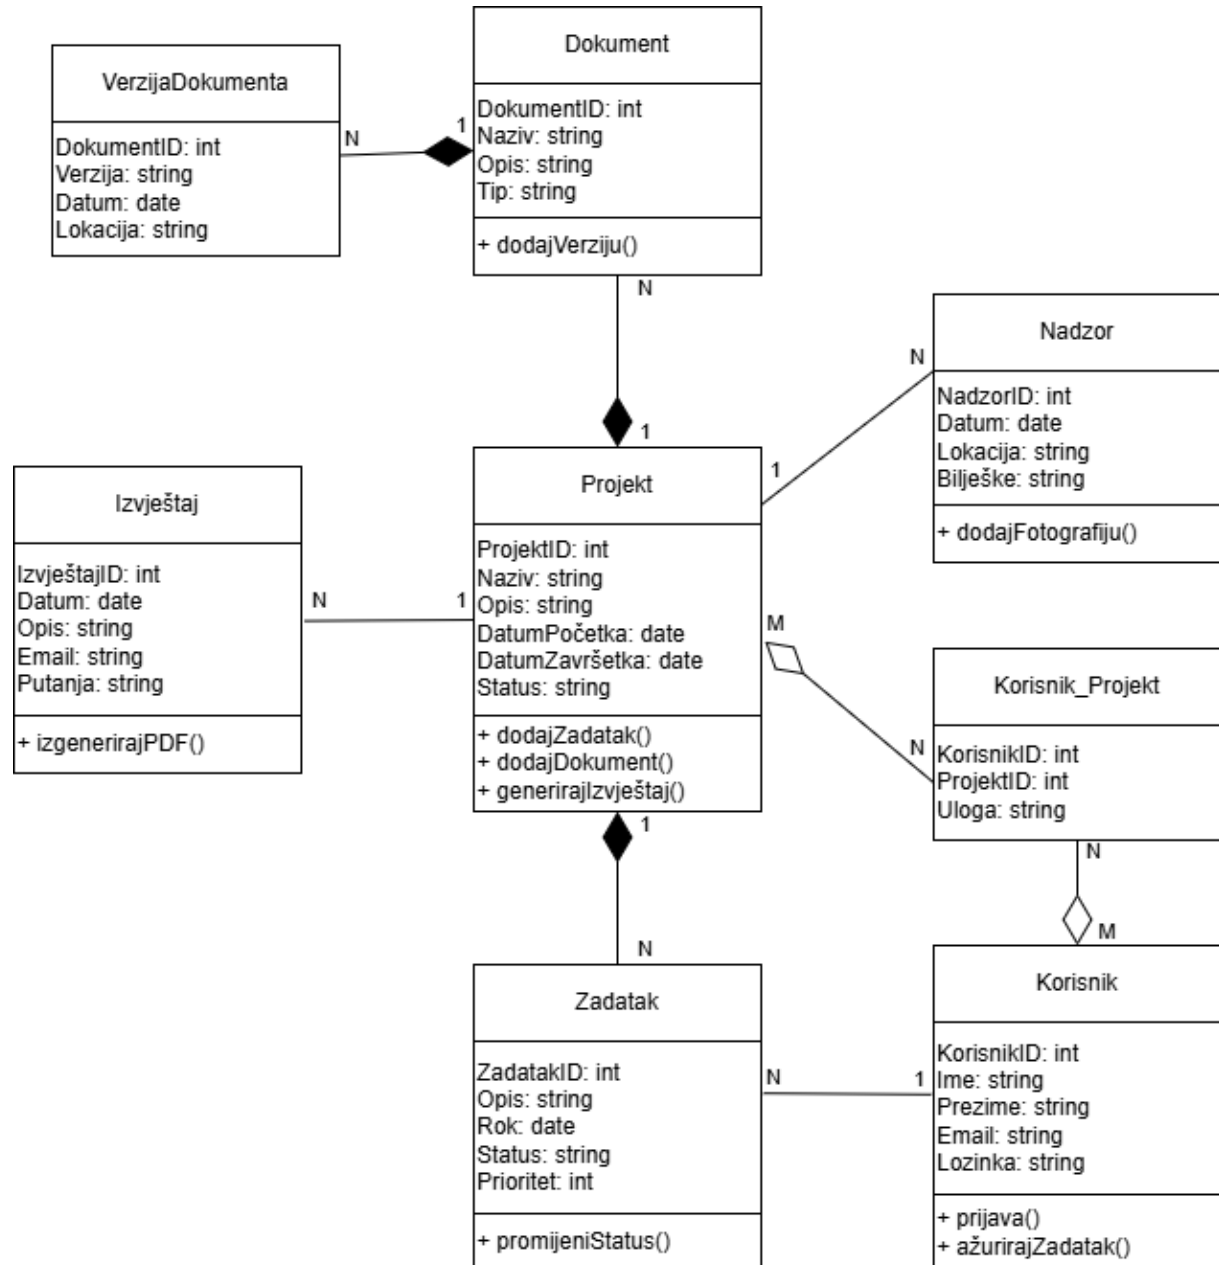 Dokument
DokumentID: int
Naziv: string
Opis: string
Tip: string
+ dodajVerziju()
VerzijaDokumenta
DokumentID: int
Verzija: string
Datum: date
Lokacija: string
N
1
N
1
Nadzor
NadzorID: int
Datum: date
Lokacija: string
Bilješke: string
+ dodajFotografiju()
N
1
Projekt
ProjektID: int
Naziv: string
Opis: string
DatumPočetka: date
DatumZavršetka: date
Status: string
+ dodajZadatak()
+ dodajDokument()
+ generirajIzvještaj()
Izvještaj
IzvještajID: int
Datum: date
Opis: string
Email: string
Putanja: string
+ izgenerirajPDF()
N
1
M
N
Korisnik_Projekt
KorisnikID: int
ProjektID: int
Uloga: string
N
M
1
N
Zadatak
ZadatakID: int
Opis: string
Rok: date
Status: string
Prioritet: int
+ promijeniStatus()
N
1
Korisnik
KorisnikID: int
Ime: string
Prezime: string
Email: string
Lozinka: string
+ prijava()
+ ažurirajZadatak()